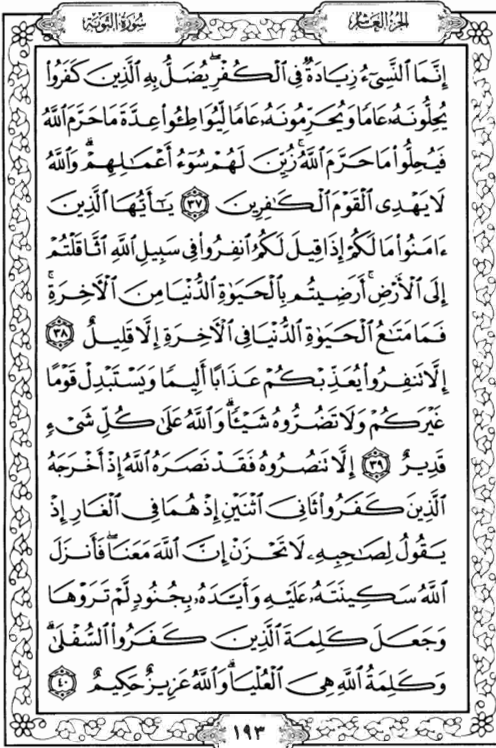 الجزء العاشر
سورة التوبة
إِنَّمَا ٱلنَّسِىٓءُ زِيَادَةٌ فِى ٱلْكُفْرِ ۖ يُضَلُّ بِهِ ٱلَّذِينَ كَفَرُوا۟
يُحِلُّونَهُۥ عَامًا وَيُحَرِّمُونَهُۥ عَامًا لِّيُوَاطِـُٔوا۟ عِدَّةَ مَا حَرَّمَ ٱللَّهُ
فَيُحِلُّوا۟ مَا حَرَّمَ ٱللَّهُ ۚ زُيِّنَ لَهُمْ سُوٓءُ أَعْمَـٰلِهِمْ ۗ وَٱللَّهُ
لَا يَهْدِى ٱلْقَوْمَ ٱلْكَـٰفِرِينَ ٣٧ يَـٰٓأَيُّهَا ٱلَّذِينَ
ءَامَنُوا۟ مَا لَكُمْ إِذَا قِيلَ لَكُمُ ٱنفِرُوا۟ فِى سَبِيلِ ٱللَّهِ ٱثَّاقَلْتُمْ
إِلَى ٱلْأَرْضِ ۚ أَرَضِيتُم بِٱلْحَيَوٰةِ ٱلدُّنْيَا مِنَ ٱلْـَٔاخِرَةِ ۚ
فَمَا مَتَـٰعُ ٱلْحَيَوٰةِ ٱلدُّنْيَا فِى ٱلْـَٔاخِرَةِ إِلَّا قَلِيلٌ ٣٨
إِلَّا تَنفِرُوا۟ يُعَذِّبْكُمْ عَذَابًا أَلِيمًا وَيَسْتَبْدِلْ قَوْمًا
غَيْرَكُمْ وَلَا تَضُرُّوهُ شَيْـًٔا ۗ وَٱللَّهُ عَلَىٰ كُلِّ شَىْءٍ
قَدِيرٌ ٣٩ إِلَّا تَنصُرُوهُ فَقَدْ نَصَرَهُ ٱللَّهُ إِذْ أَخْرَجَهُ
ٱلَّذِينَ كَفَرُوا۟ ثَانِىَ ٱثْنَيْنِ إِذْ هُمَا فِى ٱلْغَارِ إِذْ
يَقُولُ لِصَـٰحِبِهِۦ لَا تَحْزَنْ إِنَّ ٱللَّهَ مَعَنَا ۖ فَأَنزَلَ
ٱللَّهُ سَكِينَتَهُۥ عَلَيْهِ وَأَيَّدَهُۥ بِجُنُودٍ لَّمْ تَرَوْهَا
وَجَعَلَ كَلِمَةَ ٱلَّذِينَ كَفَرُوا۟ ٱلسُّفْلَىٰ ۗ
وَكَلِمَةُ ٱللَّهِ هِىَ ٱلْعُلْيَا ۗ وَٱللَّهُ عَزِيزٌ حَكِيمٌ ٤٠
١٩٣